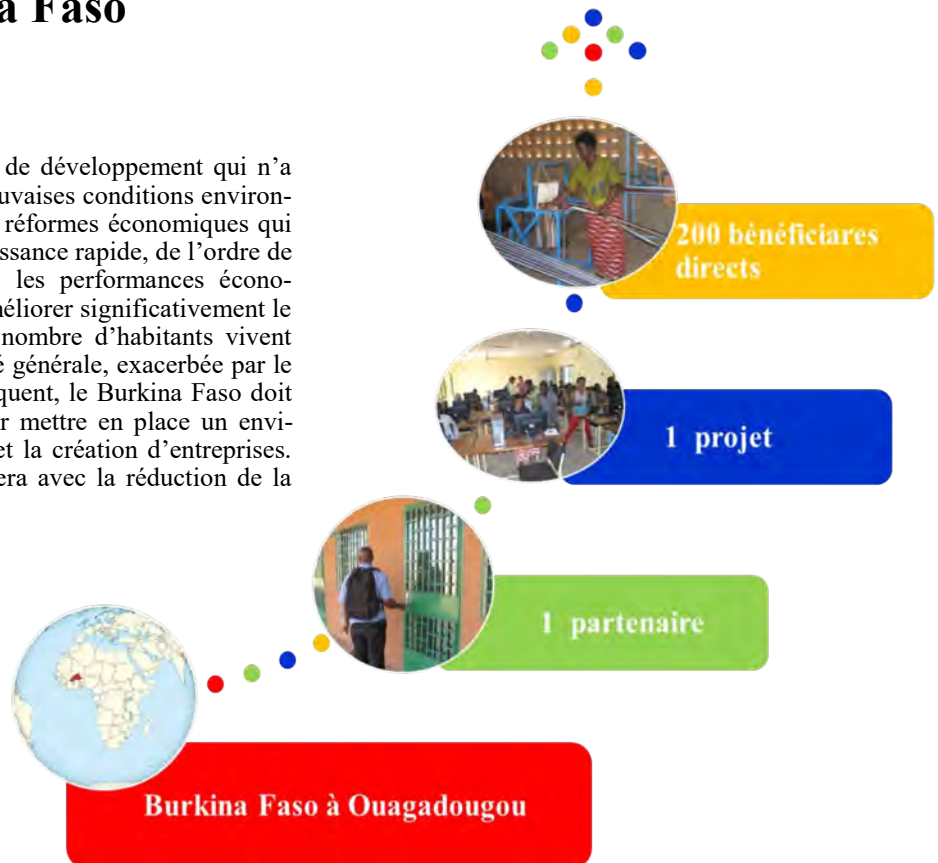 a Faso
de développement qui n’a
uvaises conditions environ-
réformes économiques qui
issance rapide, de l’ordre de
les performances écono-
éliorer significativement le
nombre d’habitants vivent
é générale, exacerbée par le
quent, le Burkina Faso doit
r mettre en place un envi-
et la création d’entreprises.
era avec la réduction de la
200 bénéficiares
directs
1 projet
1 partenaire
Burkina Faso à Ouagadougou